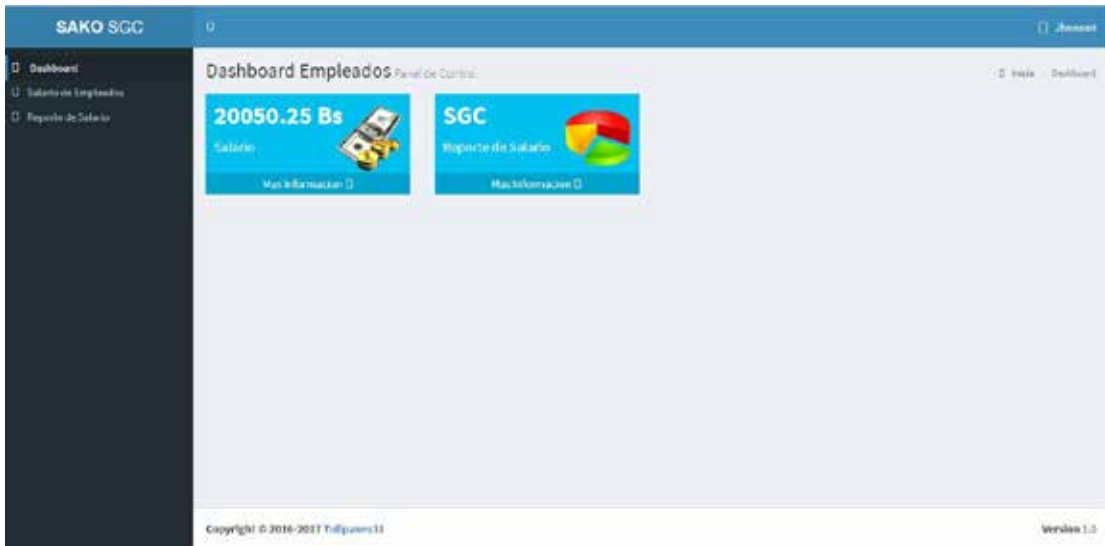 SAKO SGC
Dashboard
Salario de Empleados
Reporte de Salario
Dashboard Empleados Panel de Control
Inicio Dashboard
20050.25 Bs
Salario
Mas Informacion
SGC
Reporte de Salario
Mas Informacion
Copyright © 2016-2017
Version 1.0